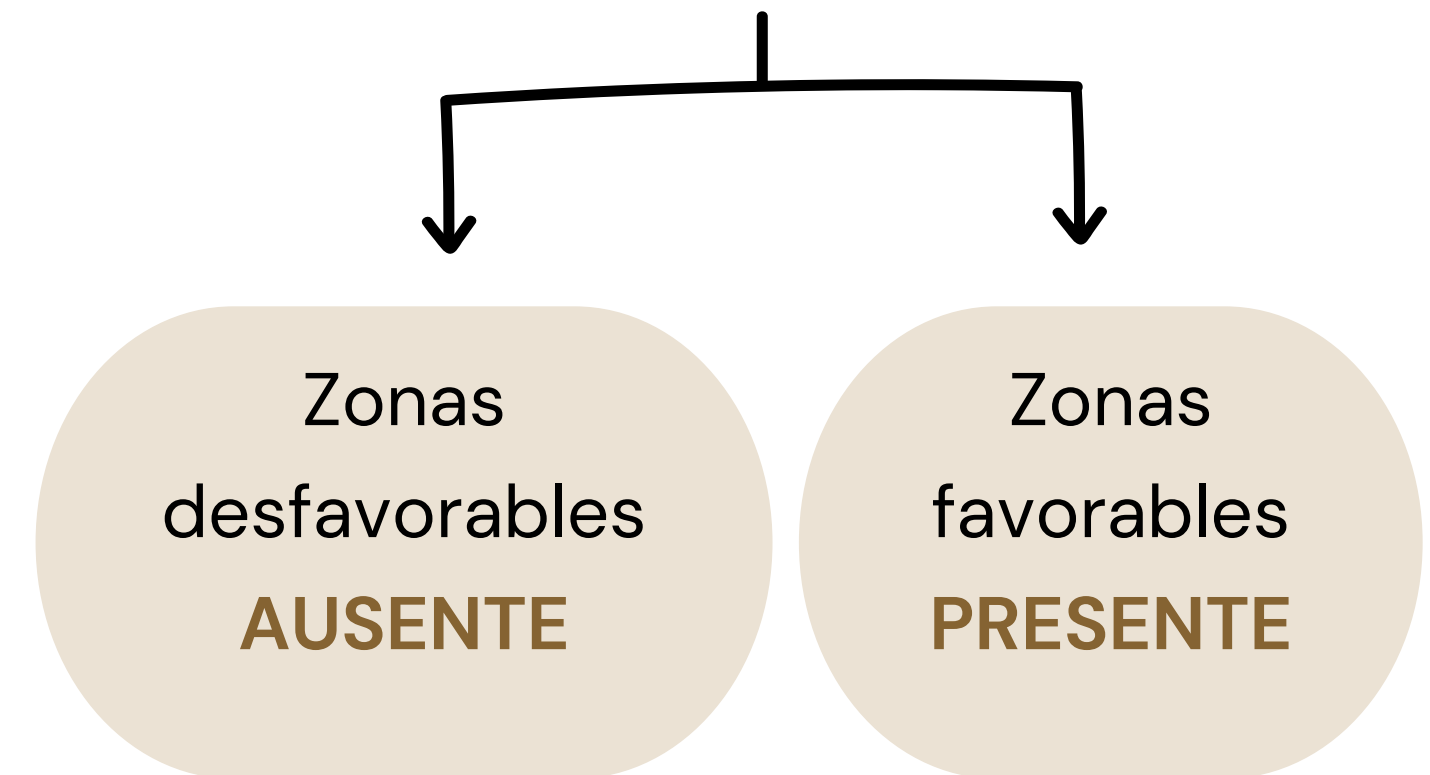 Zonas
desfavorables
AUSENTE
Zonas
favorables
PRESENTE